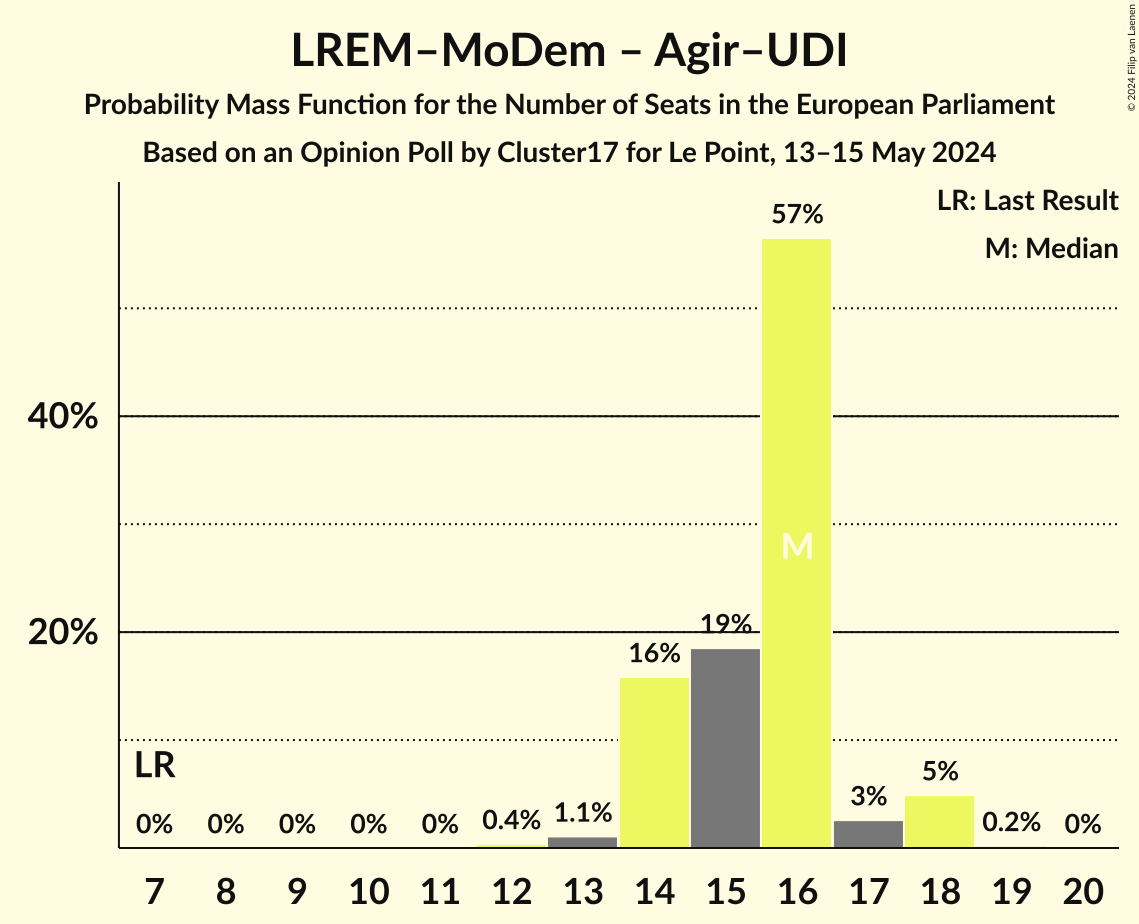 LREM–MoDem – Agir–UDI
Probability Mass Function for the Number of Seats in the European Parliament
Based on an Opinion Poll by Cluster17 for Le Point, 13–15 May 2024
© 2024 Filip van Laenen
LR: Last Result
M: Median
57%
40%
M
20%
19%
16%
LR
5%
3%
0% 0% 0% 0% 0% 0.4% 1.1% 0.2% 0%
7 8 9 10 11 12 13 14 15 16 17 18 19 20